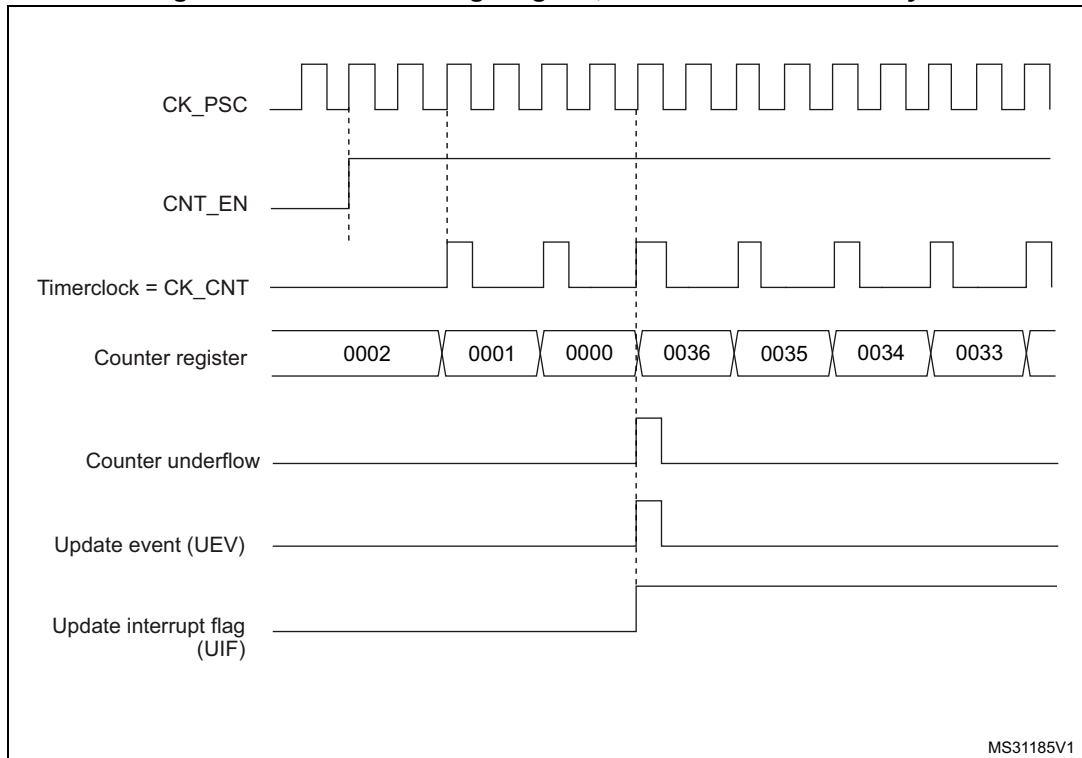 CK_PSC
CNT_EN
Timerclock = CK_CNT
Counter register
0002 0001 0000 0036 0035 0034 0033
Counter underflow
Update event (UEV)
Update interrupt flag
(UIF)
MS31185V1